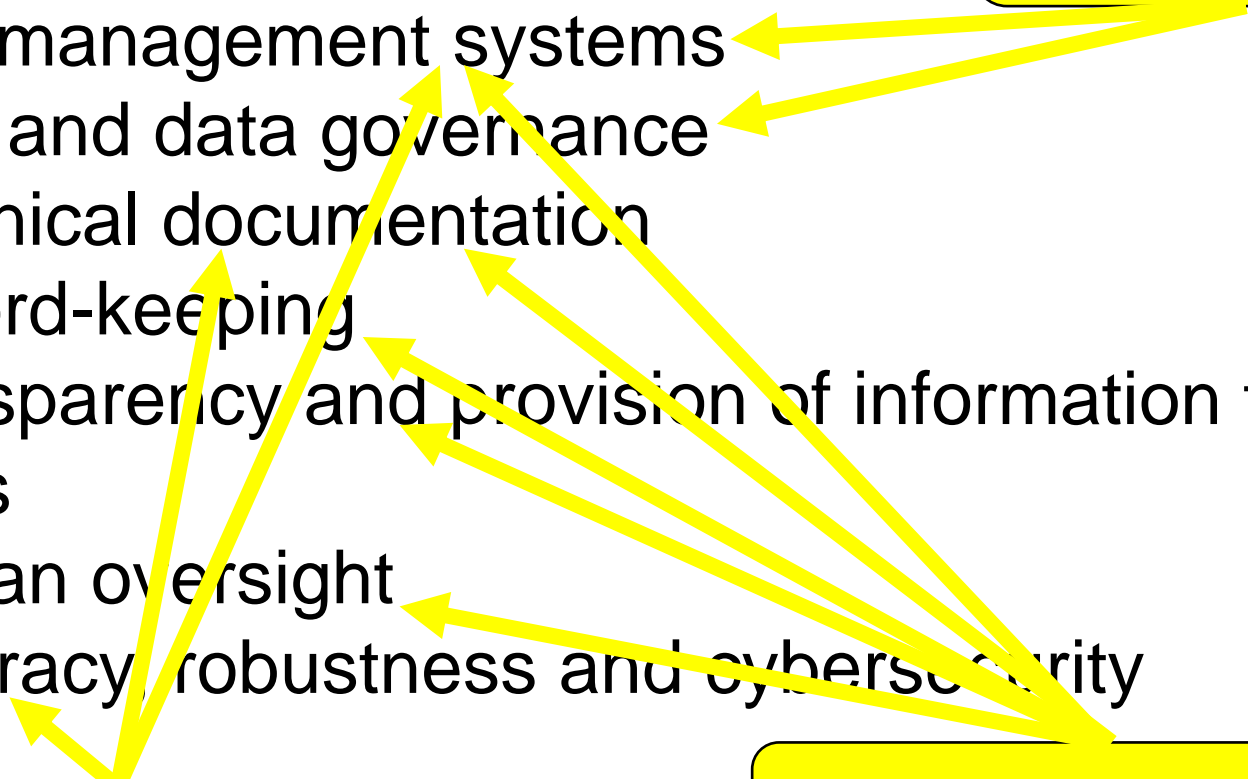 management systems
and data governance
nical documentation
rd-keeping
sparency and provision of information
s
an oversight
racy, robustness and cybersecurity